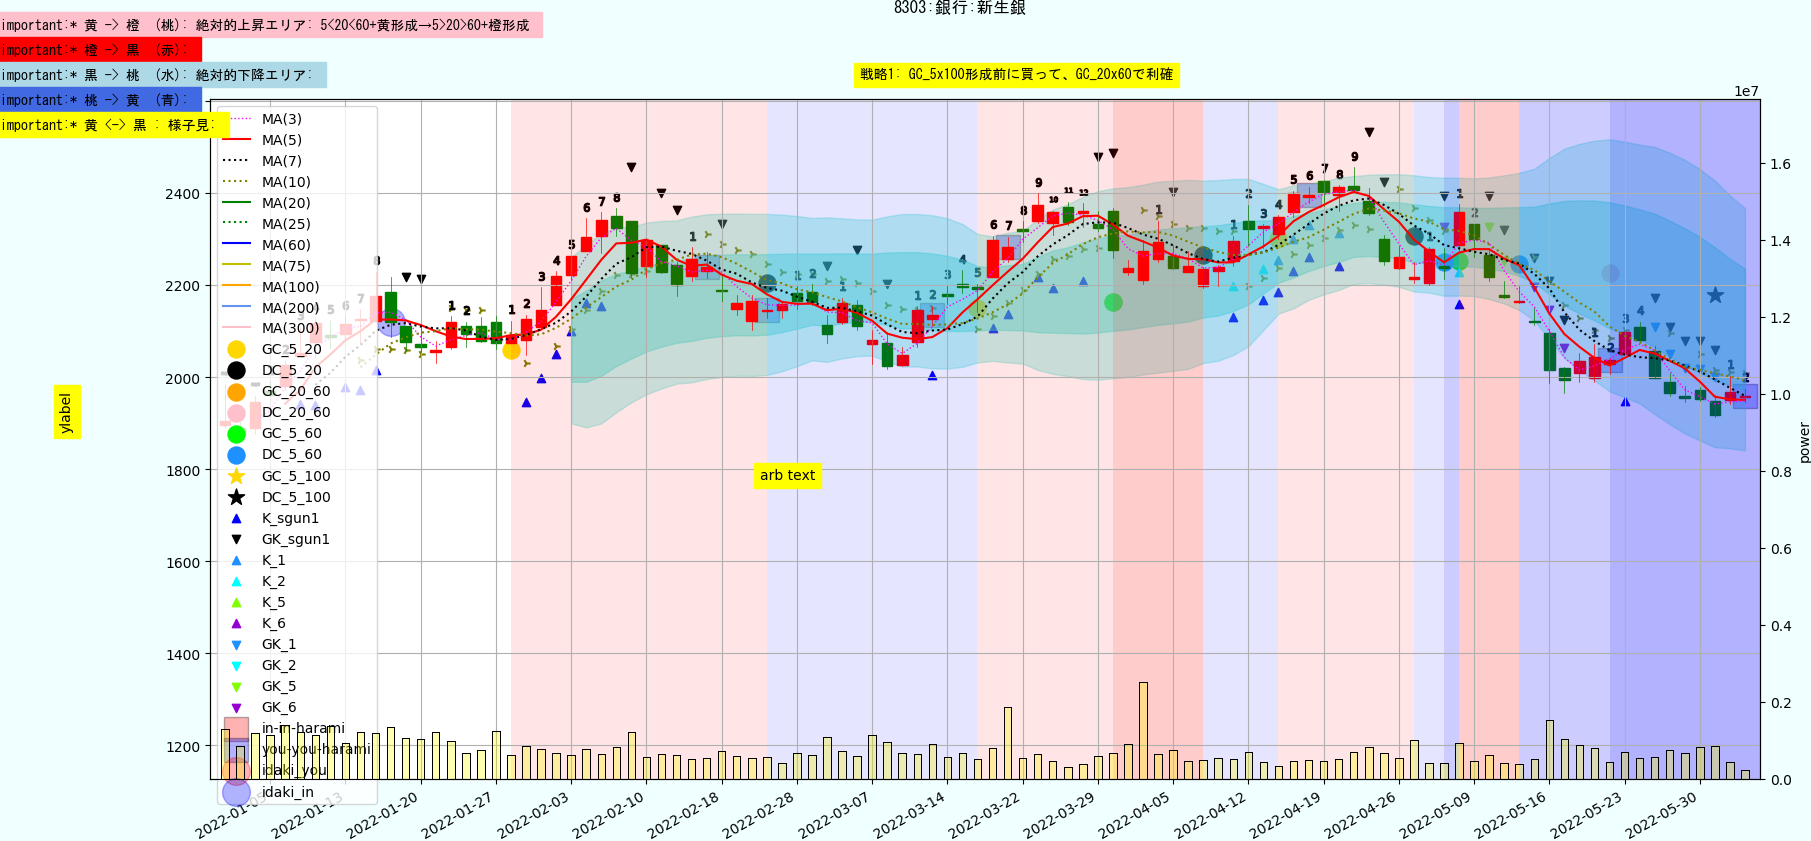 8303:銀行:新生銀
important:* 黄 -> 橙 (桃): 絶対的上昇エリア: 5<20<60+黄形成→5>20>60+橙形成
important:* 橙 -> 黒 (赤):
important:* 黒 -> 桃 (水): 絶対的下降エリア:
important:* 桃 -> 黄 (青):
important:* 黄 <-> 黒 : 様子見:
戦略1: GC_5x100形成前に買って、GC_20x60で利確
1e7
MA(3)
MA(5)
MA(7)
MA(10)
MA(20)
MA(25)
MA(60)
MA(75)
MA(100)
MA(200)
MA(300)
GC_5_20
DC_5_20
GC_20_60
DC_20_60
GC_5_60
DC_5_60
GC_5_100
DC_5_100
K_sgun1
GK_sgun1
K_1
K_2
K_5
K_6
GK_1
GK_2
GK_5
GK_6
in-in-harami
you-you-harami
idaki_you
idaki_in
2400
2200
2000
1800
1600
1400
1200
ylabel
arb text
1.6
1.4
1.2
1.0
0.8
0.6
0.4
0.2
0.0
power
2022-01-05
2022-01-13
2022-01-20
2022-01-27
2022-02-03
2022-02-10
2022-02-18
2022-02-28
2022-03-07
2022-03-14
2022-03-22
2022-03-29
2022-04-05
2022-04-12
2022-04-19
2022-04-26
2022-05-09
2022-05-16
2022-05-23
2022-05-30